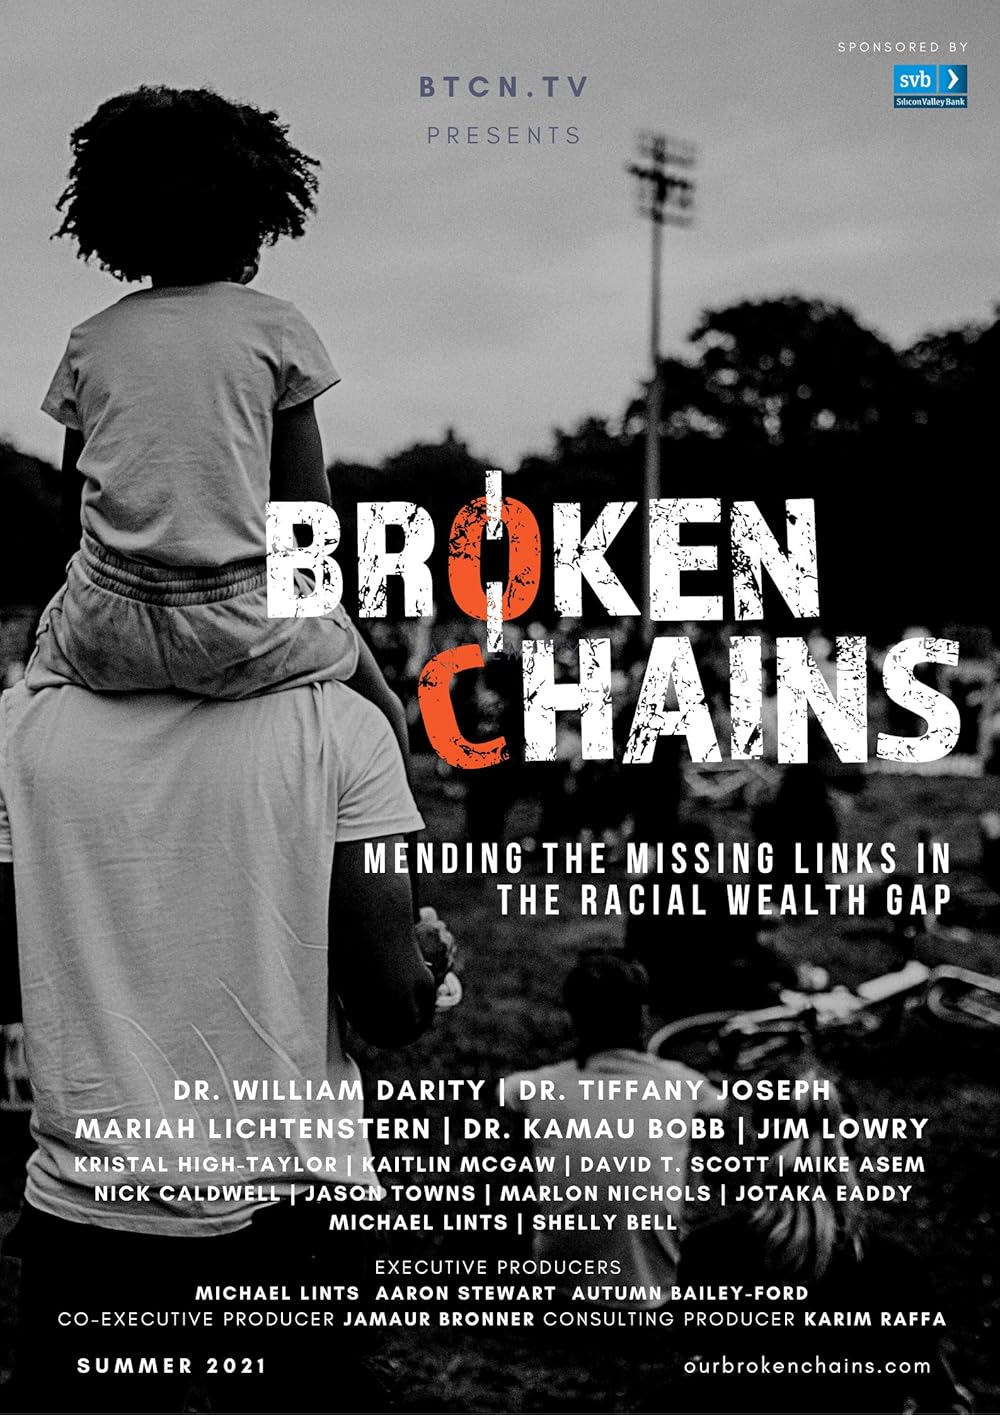 SPONSORED BY
svb
Silicon Valley Bank
BTCN.TV
PRESENTS
BROKEN
CHAINS
MENDING THE MISSING LINKS IN
THE RACIAL WEALTH GAP
DR. WILLIAM DARITY | DR. TIFFANY JOSEPH
MARIAH LICHTENSTERN | DR. KAMAU BOBB | JIM LOWRY
KRISTAL HIGH-TAYLOR | KAITLIN MCGAW | DAVID T. SCOTT | MIKE ASEM
NICK CALDWELL | JASON TOWNS | MARLON NICHOLS | JOTAKA EADDY
MICHAEL LINTS | SHELLY BELL
EXECUTIVE PRODUCERS
MICHAEL LINTS AARON STEWART AUTUMN BAILEY-FORD
CO-EXECUTIVE PRODUCER JAMAUR BRONNER CONSULTING PRODUCER KARIM RAFFA
SUMMER 2021
ourbrokenchains.com